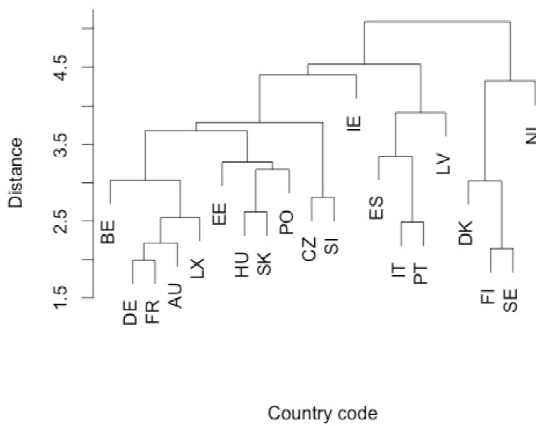 4.5
3.5
2.5
1.5
Distance
BE
DE
FR
AU
LX
EE
HU
SK
PO
CZ
SI
IE
ES
IT
PT
LV
DK
FI
SE
Country code